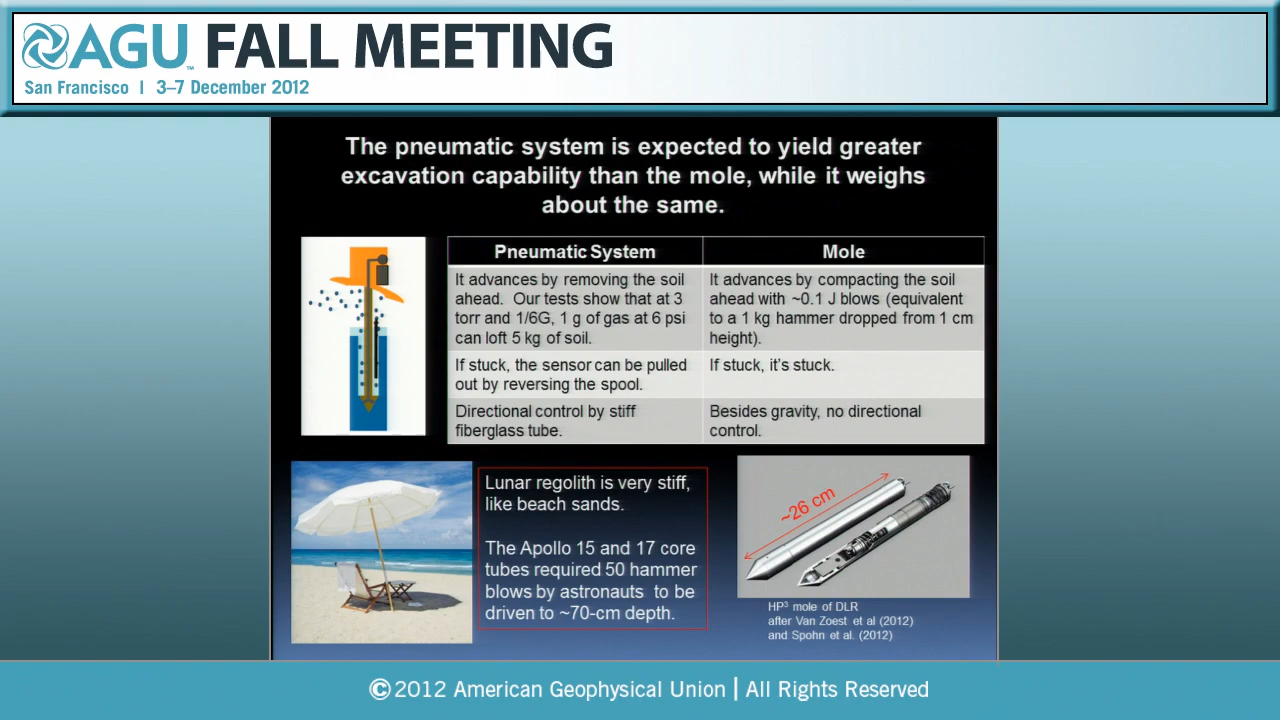 AGU™ FALL MEETING
San Francisco | 3–7 December 2012
The pneumatic system is expected to yield greater
excavation capability than the mole, while it weighs
about the same.
Pneumatic System
Mole
It advances by removing the soil
ahead. Our tests show that at 3
torr and 1/6G, 1 g of gas at 6 psi
can loft 5 kg of soil.
It advances by compacting the soil
ahead with ~0.1 J blows (equivalent
to a 1 kg hammer dropped from 1 cm
height).
If stuck, the sensor can be pulled
out by reversing the spool.
If stuck, it's stuck.
Directional control by stiff
fiberglass tube.
Besides gravity, no directional
control.
Lunar regolith is very stiff,
like beach sands.
The Apollo 15 and 17 core
tubes required 50 hammer
blows by astronauts to be
driven to ~70-cm depth.
~26 cm
HP³ mole of DLR
after Van Zoest et al (2012)
and Spohn et al. (2012)
©2012 American Geophysical Union | All Rights Reserved